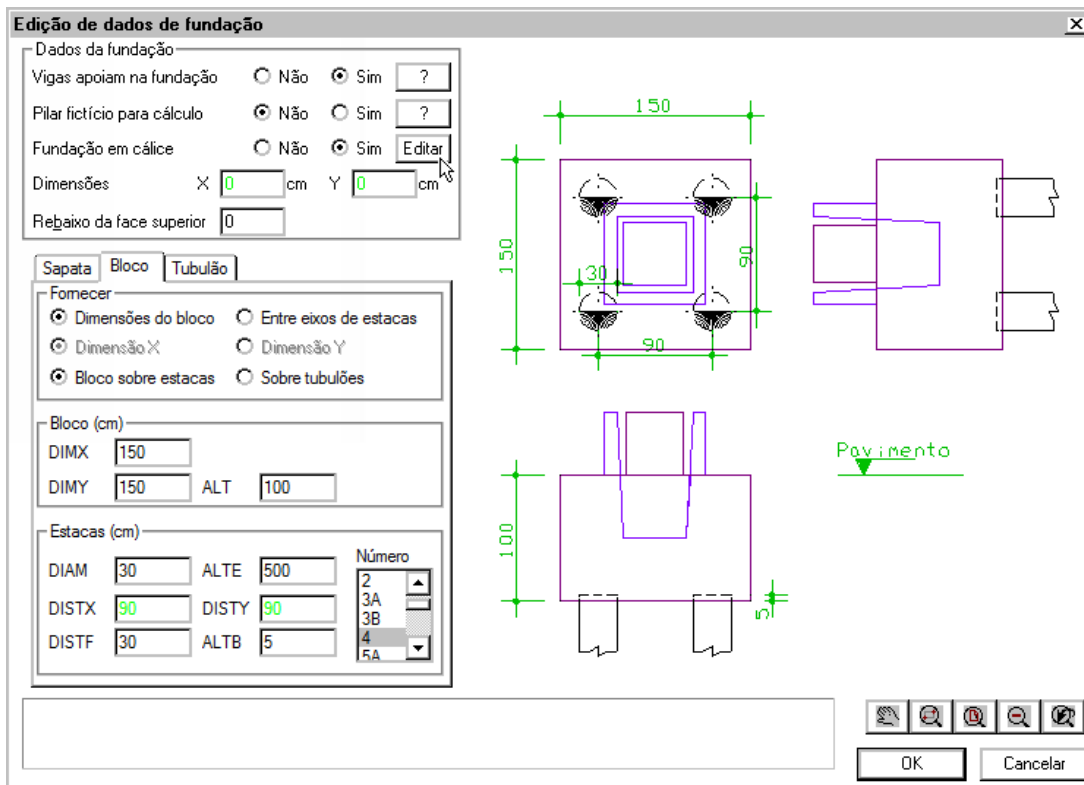 Edição de dados de fundação
Dados da fundação
Vigas apoiam na fundação Não Sim ?
Pilar fictício para cálculo Não Sim ?
Fundação em cálice Não Sim Editar
Dimensões X 0 cm Y 0 cm
Rebaixo da face superior 0
Sapata Bloco Tubulão
Fornecer
Dimensões do bloco Entre eixos de estacas
Dimensão X Dimensão Y
Bloco sobre estacas Sobre tubulões
Bloco (cm)
DIMX 150
DIMY 150 ALT 100
Estacas (cm)
DIAM 30 ALTE 500
DISTX 90 DISTY 90
DISTF 30 ALTB 5
Número
2
3A
3B
4
5A
150
150
90
30
90
Pavimento
100
5
OK Cancelar